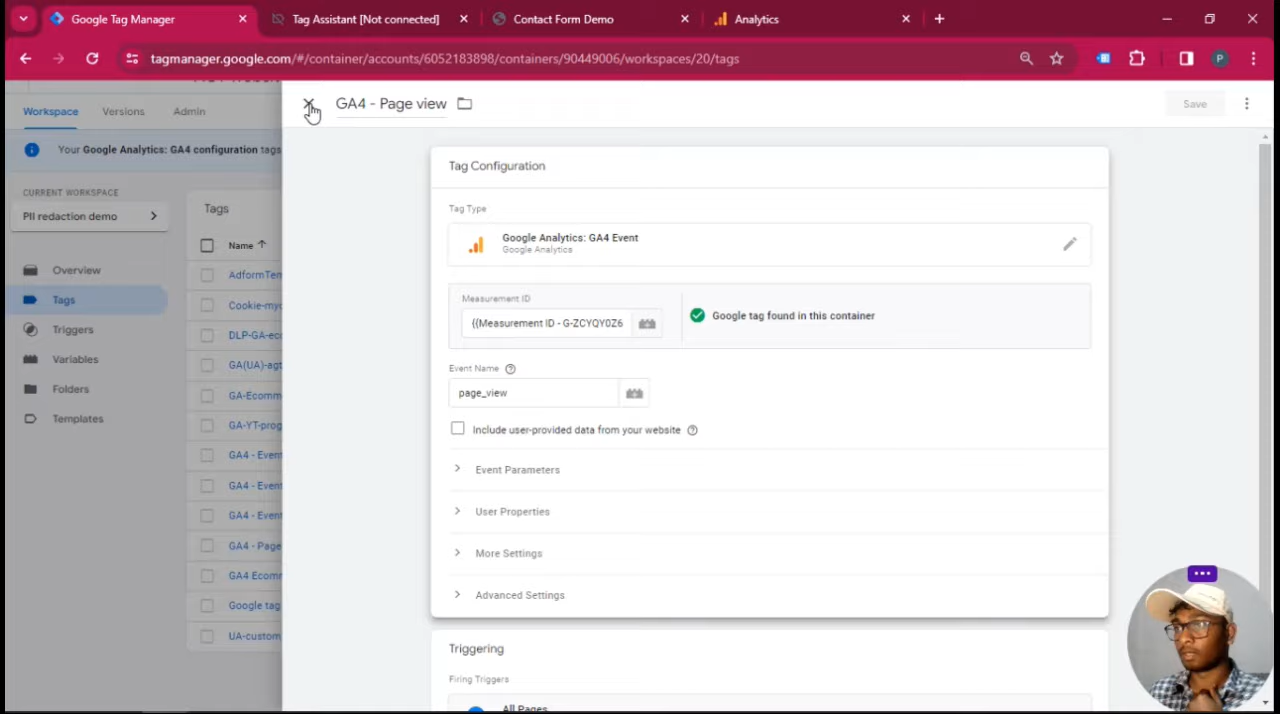 Google Tag Manager
Tag Assistant [Not connected]
Contact Form Demo
Analytics
tagmanager.google.com/#/container/accounts/6052183898/containers/90449006/workspaces/20/tags
P
GA4 - Page view
Save
Workspace
Versions
Admin
Your Google Analytics: GA4 configuration tags
CURRENT WORKSPACE
PII redaction demo
Overview
Tags
Triggers
Variables
Folders
Templates
Tags
Name
AdformTem
Cookie-myc
DLP-GA-eco
GA(UA)-agt
GA-Ecomm
GA-YT-prog
GA4 - Even
GA4 - Even
GA4 - Even
GA4 - Page
GA4 Ecomm
Google tag
UA-custom
Tag Configuration
Tag Type
Google Analytics: GA4 Event
Google Analytics
Measurement ID
{{Measurement ID - G-ZCYQY0Z6
Google tag found in this container
Event Name
page_view
Include user-provided data from your website
Event Parameters
User Properties
More Settings
Advanced Settings
Triggering
Firing Triggers
All Pages